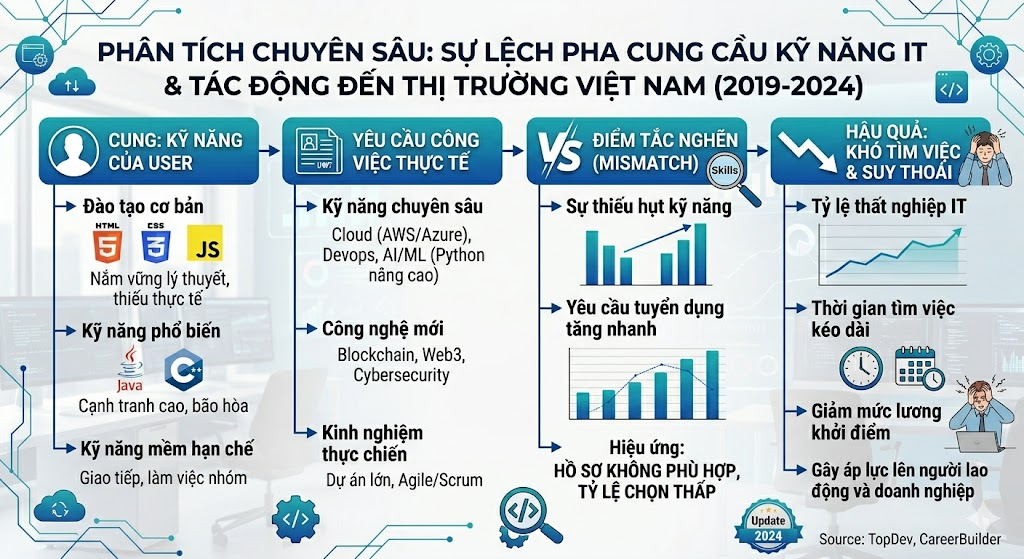 PHÂN TÍCH CHUYÊN SÂU: SỰ LỆCH PHA CUNG CẦU KỸ NĂNG IT
& TÁC ĐỘNG ĐẾN THỊ TRƯỜNG VIỆT NAM (2019-2024)
CUNG: KỸ NĂNG
CỦA USER
Đào tạo cơ bản
HTML
5
CSS
3
JS
Nắm vững lý thuyết,
thiếu thực tế
Kỹ năng phổ biến
Java
C++
Cạnh tranh cao, bão hòa
Kỹ năng mềm hạn chế
Giao tiếp, làm việc nhóm
YÊU CẦU CÔNG
VIỆC THỰC TẾ
Kỹ năng chuyên sâu
Cloud (AWS/Azure),
Devops, AI/ML (Python
nâng cao)
Công nghệ mới
Blockchain, Web3,
Cybersecurity
Kinh nghiệm
thực chiến
Dự án lớn, Agile/Scrum
VS
ĐIỂM TẮC NGHẼN
(MISMATCH)
Skills
Sự thiếu hụt kỹ năng
Yêu cầu tuyển dụng
tăng nhanh
Hiệu ứng:
HỒ SƠ KHÔNG PHÙ HỢP,
TỶ LỆ CHỌN THẤP
HẬU QUẢ:
KHÓ TÌM VIỆC
& SUY THOÁI
Tỷ lệ thất nghiệp IT
Thời gian tìm việc
kéo dài
Giảm mức lương
khởi điểm
Gây áp lực lên người lao
động và doanh nghiệp
Update
2024
Source: TopDev, CareerBuilder